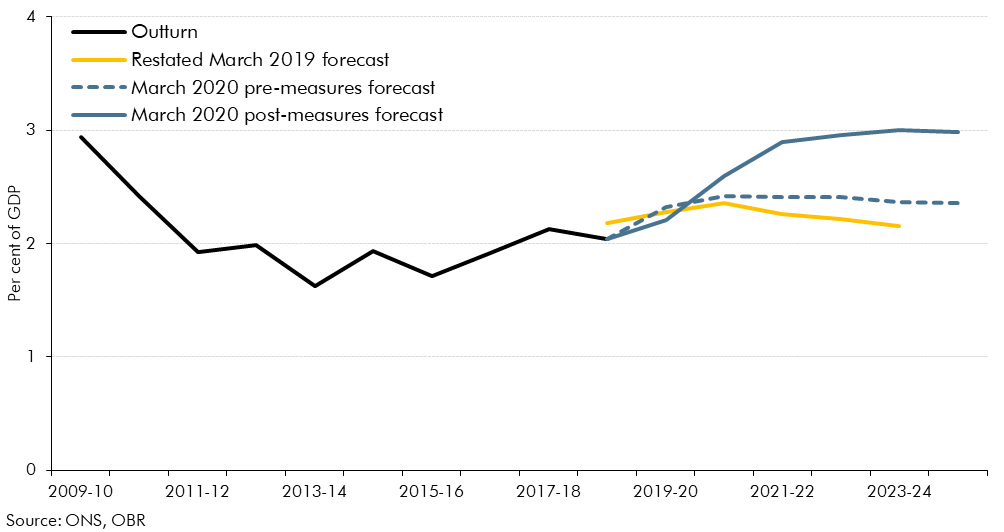 4
Outturn
Restated March 2019 forecast
March 2020 pre-measures forecast
March 2020 post-measures forecast
3
Per cent of GDP
2
1
0
2009-10 2011-12 2013-14 2015-16 2017-18 2019-20 2021-22 2023-24
Source: ONS, OBR